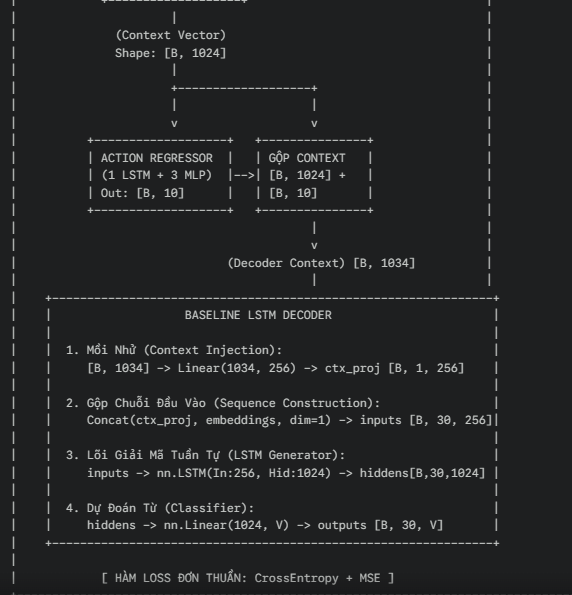 (Context Vector)
Shape: [B, 1024]
ACTION REGRESSOR
(1 LSTM + 3 MLP)
Out: [B, 10]
GỘP CONTEXT
[B, 1024] +
[B, 10]
(Decoder Context) [B, 1034]
BASELINE LSTM DECODER
1. Mồi Nhử (Context Injection):
[B, 1034] -> Linear(1034, 256) -> ctx_proj [B, 1, 256]
2. Gộp Chuỗi Đầu Vào (Sequence Construction):
Concat(ctx_proj, embeddings, dim=1) -> inputs [B, 30, 256]
3. Lõi Giải Mã Tuần Tự (LSTM Generator):
inputs -> nn.LSTM(In:256, Hid:1024) -> hiddens[B,30,1024]
4. Dự Đoán Từ (Classifier):
hiddens -> nn.Linear(1024, V) -> outputs [B, 30, V]
[ HÀM LOSS ĐƠN THUẦN: CrossEntropy + MSE ]